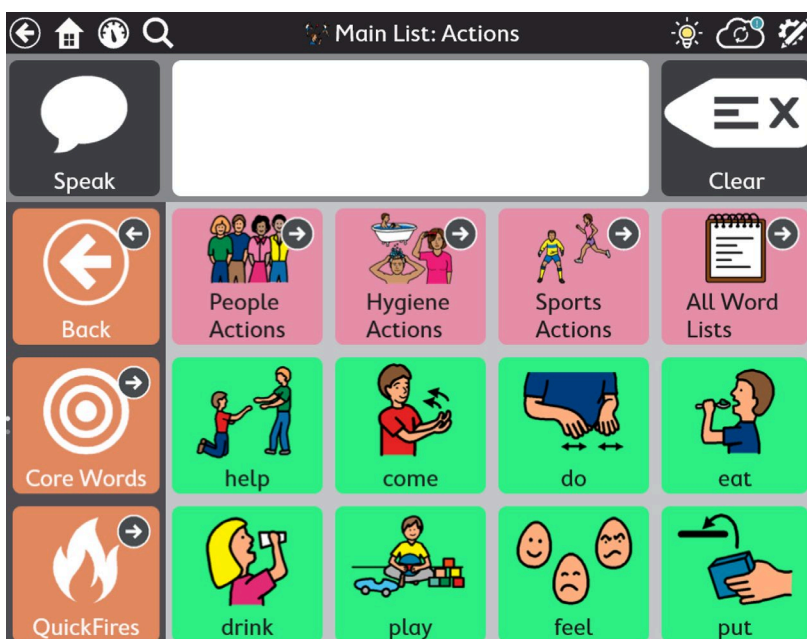 Main List: Actions
Speak
Clear
Back
People
Actions
Hygiene
Actions
Sports
Actions
All Word
Lists
Core Words
help
come
do
eat
QuickFires
drink
play
feel
put